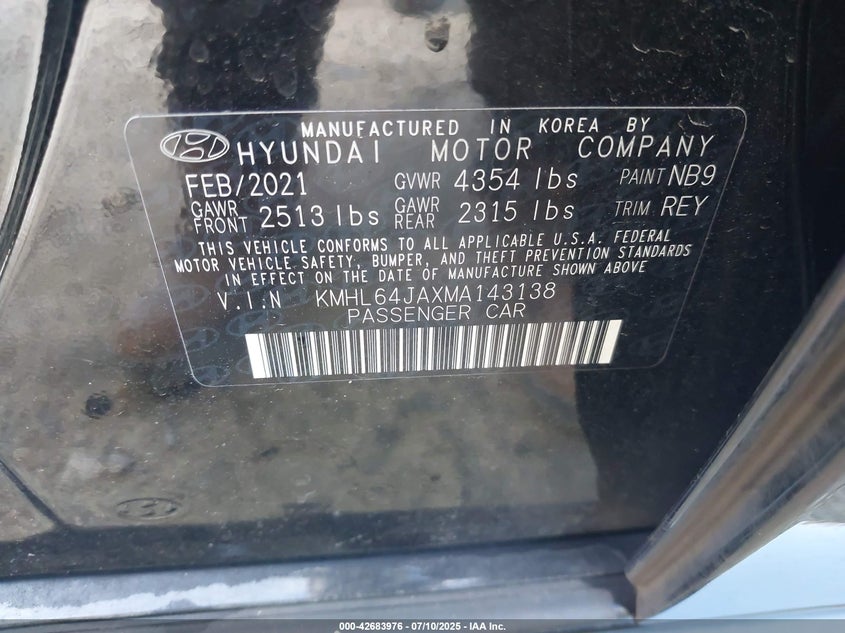 MANUFACTURED IN KOREA BY
HYUNDAI MOTOR COMPANY
FEB/2021 GVWR 4354 lbs PAINT NB9
GAWR FRONT 2513 lbs GAWR REAR 2315 lbs TRIM REY
THIS VEHICLE CONFORMS TO ALL APPLICABLE U.S.A. FEDERAL
MOTOR VEHICLE SAFETY, BUMPER, AND THEFT PREVENTION STANDARDS
IN EFFECT ON THE DATE OF MANUFACTURE SHOWN ABOVE
V.I.N KMHL64JAXMA143138
PASSENGER CAR
000-42683976 - 07/10/2025 - IAA Inc.